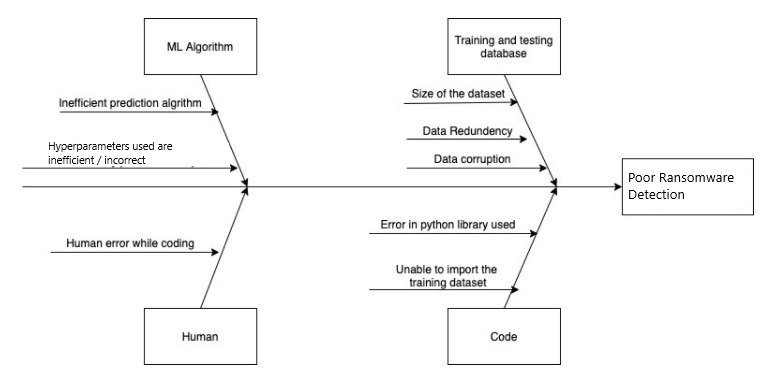 ML Algorithm
Training and testing
database
Inefficient prediction algrithm
Size of the dataset
Data Redundency
Hyperparameters used are
inefficient / incorrect
Data corruption
Poor Ransomware
Detection
Error in python library used
Human error while coding
Unable to import the
training dataset
Human
Code